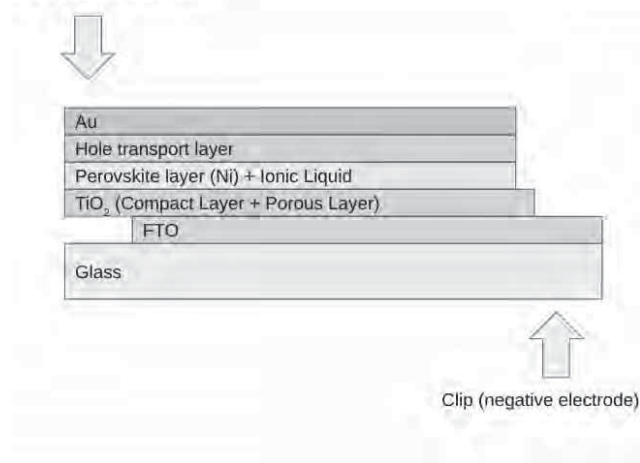 Au
Hole transport layer
Perovskite layer (Ni) + Ionic Liquid
TiO₂ (Compact Layer + Porous Layer)
FTO
Glass
Clip (negative electrode)